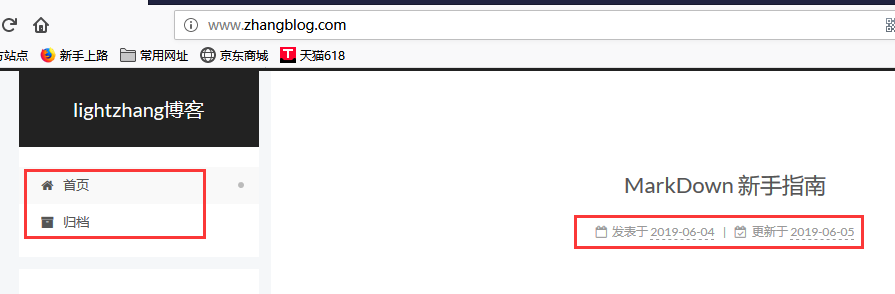 www.zhangblog.com
方站点 新手上路 常用网址 京东商城 天猫618
lightzhang博客
首页
归档
MarkDown 新手指南
发表于 2019-06-04 | 更新于 2019-06-05